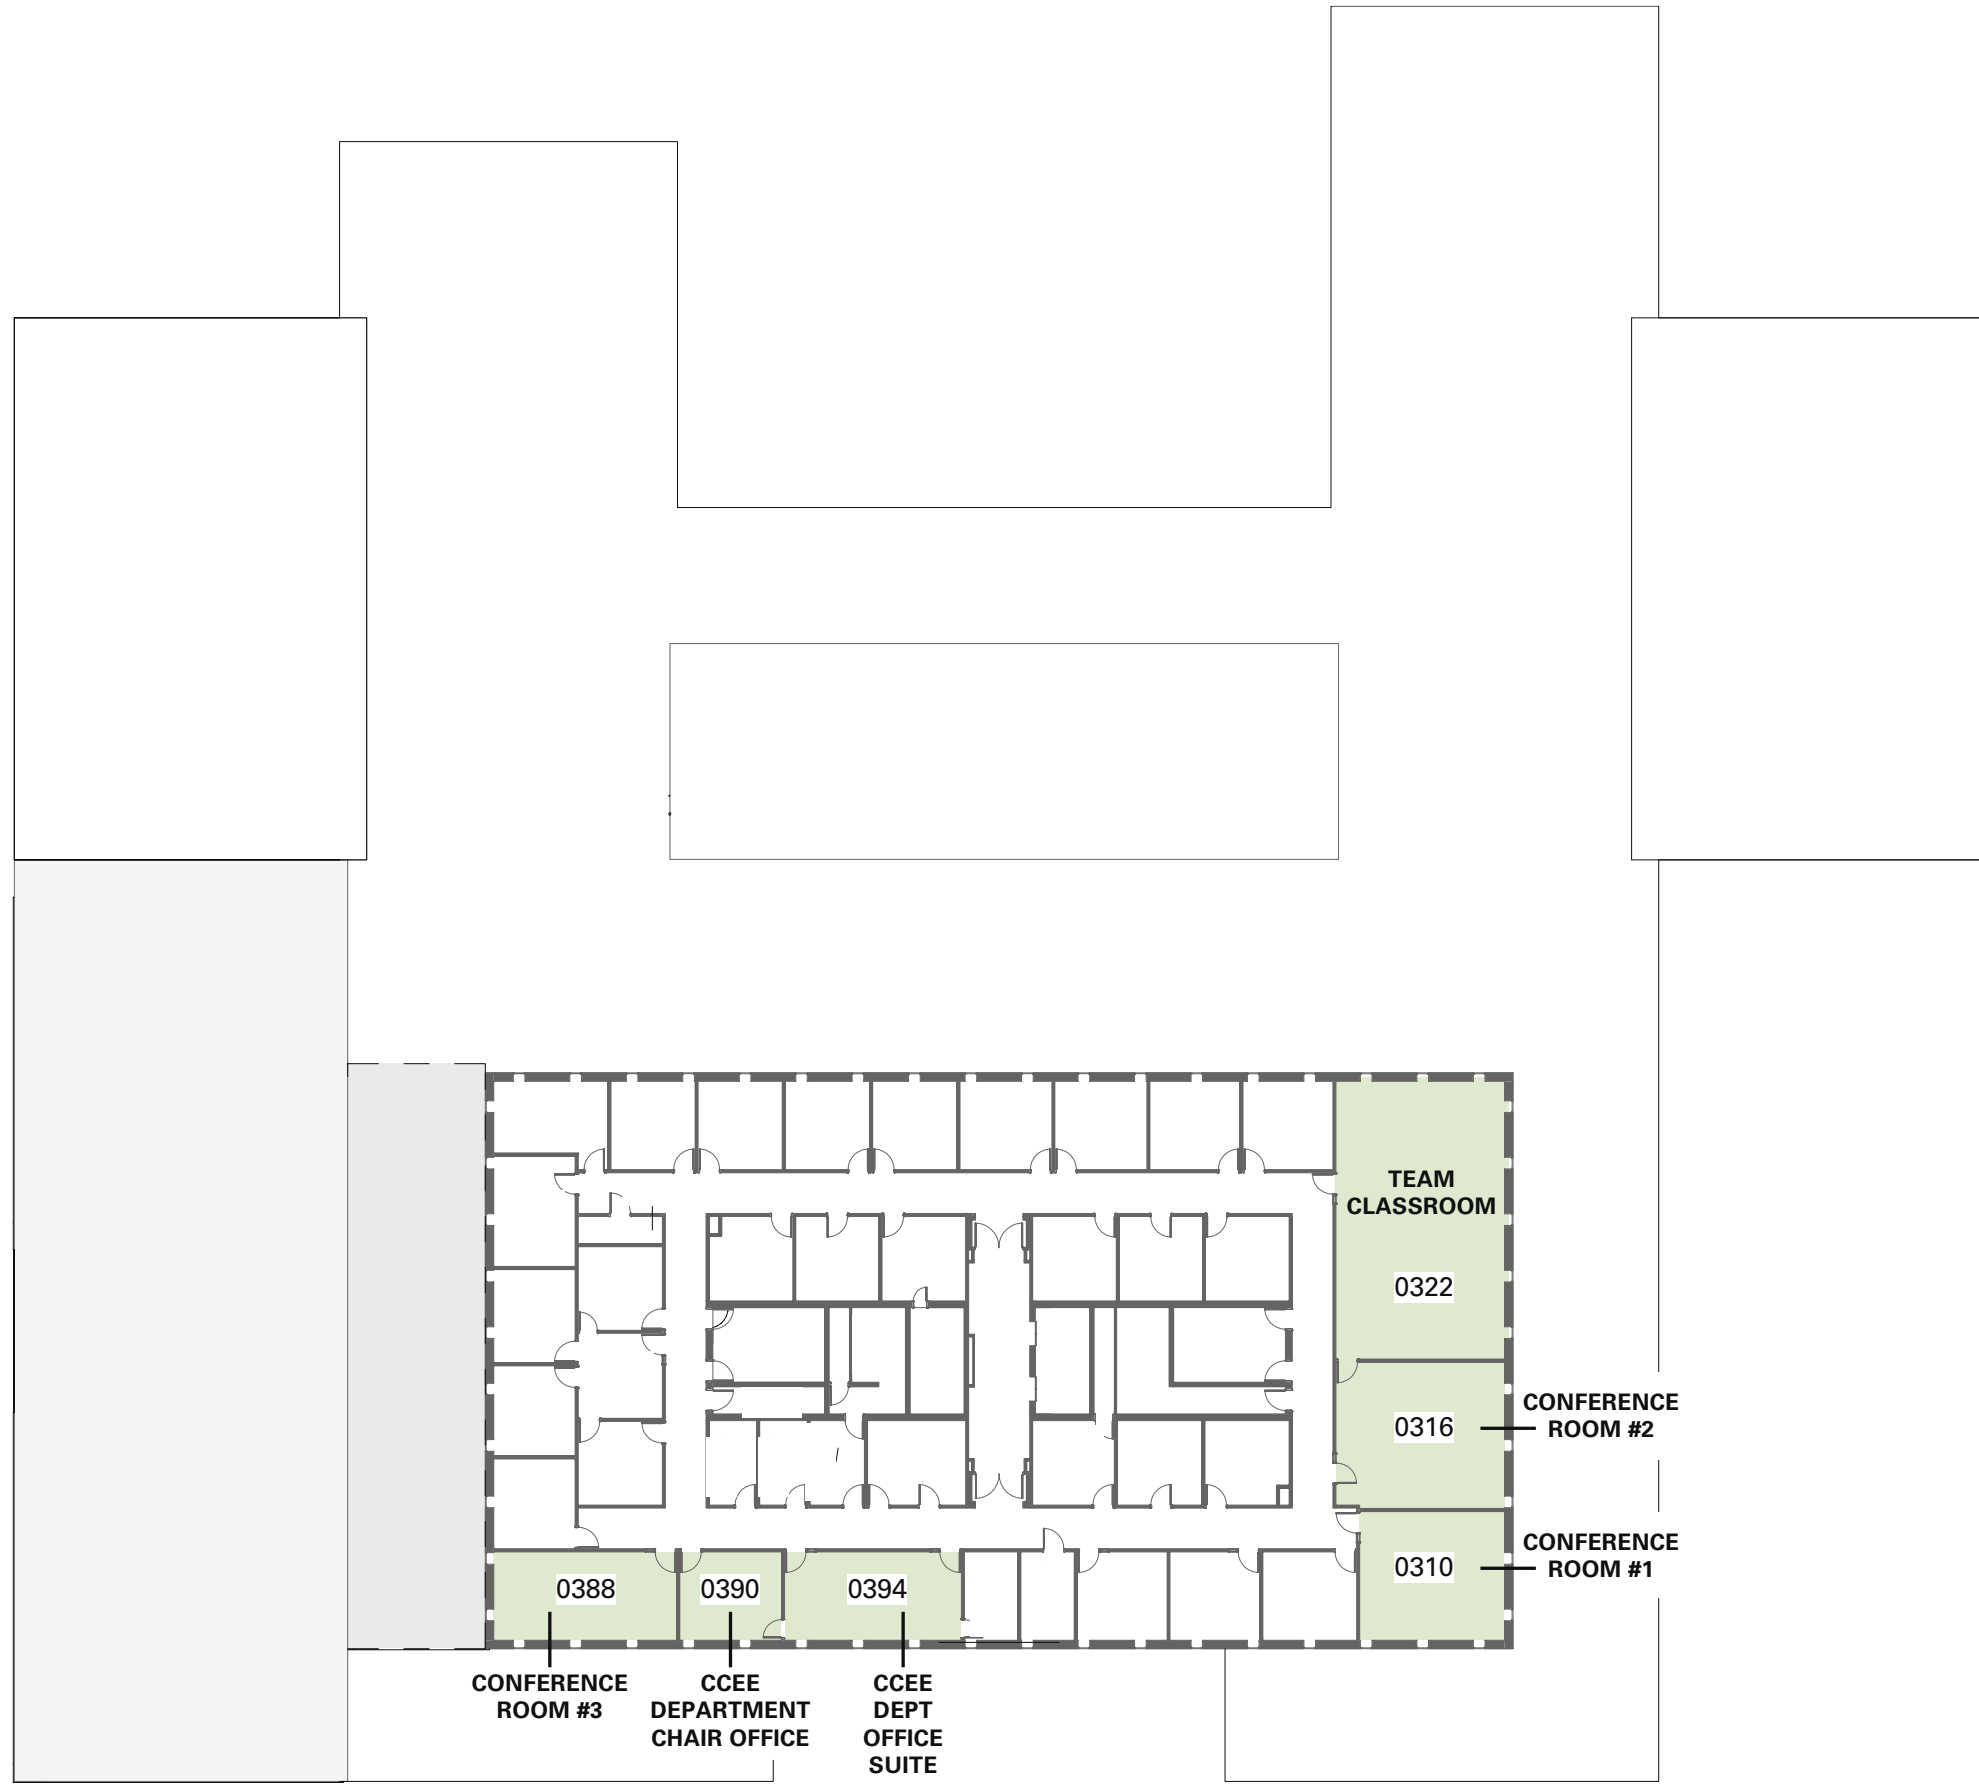 TEAM
CLASSROOM
0322
0316
CONFERENCE
ROOM #2
0310
CONFERENCE
ROOM #1
0388
0390
0394
CONFERENCE
ROOM #3
CCEE
DEPARTMENT
CHAIR OFFICE
CCEE
DEPT
OFFICE
SUITE